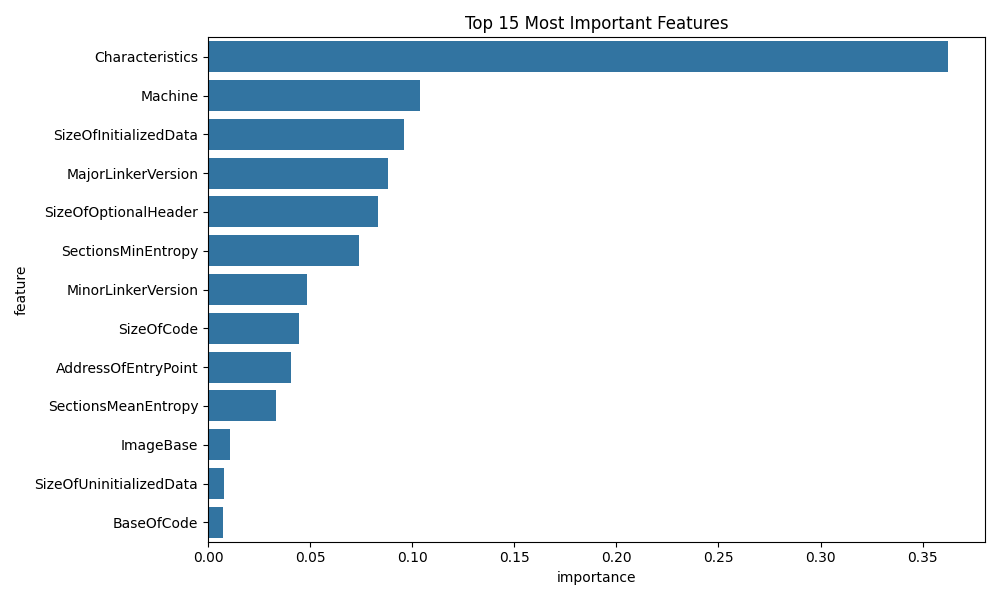 Top 15 Most Important Features
Characteristics
Machine
SizeOfInitializedData
MajorLinkerVersion
SizeOfOptionalHeader
SectionsMinEntropy
MinorLinkerVersion
SizeOfCode
AddressOfEntryPoint
SectionsMeanEntropy
ImageBase
SizeOfUninitializedData
BaseOfCode
feature
0.00 0.05 0.10 0.15 0.20 0.25 0.30 0.35
importance